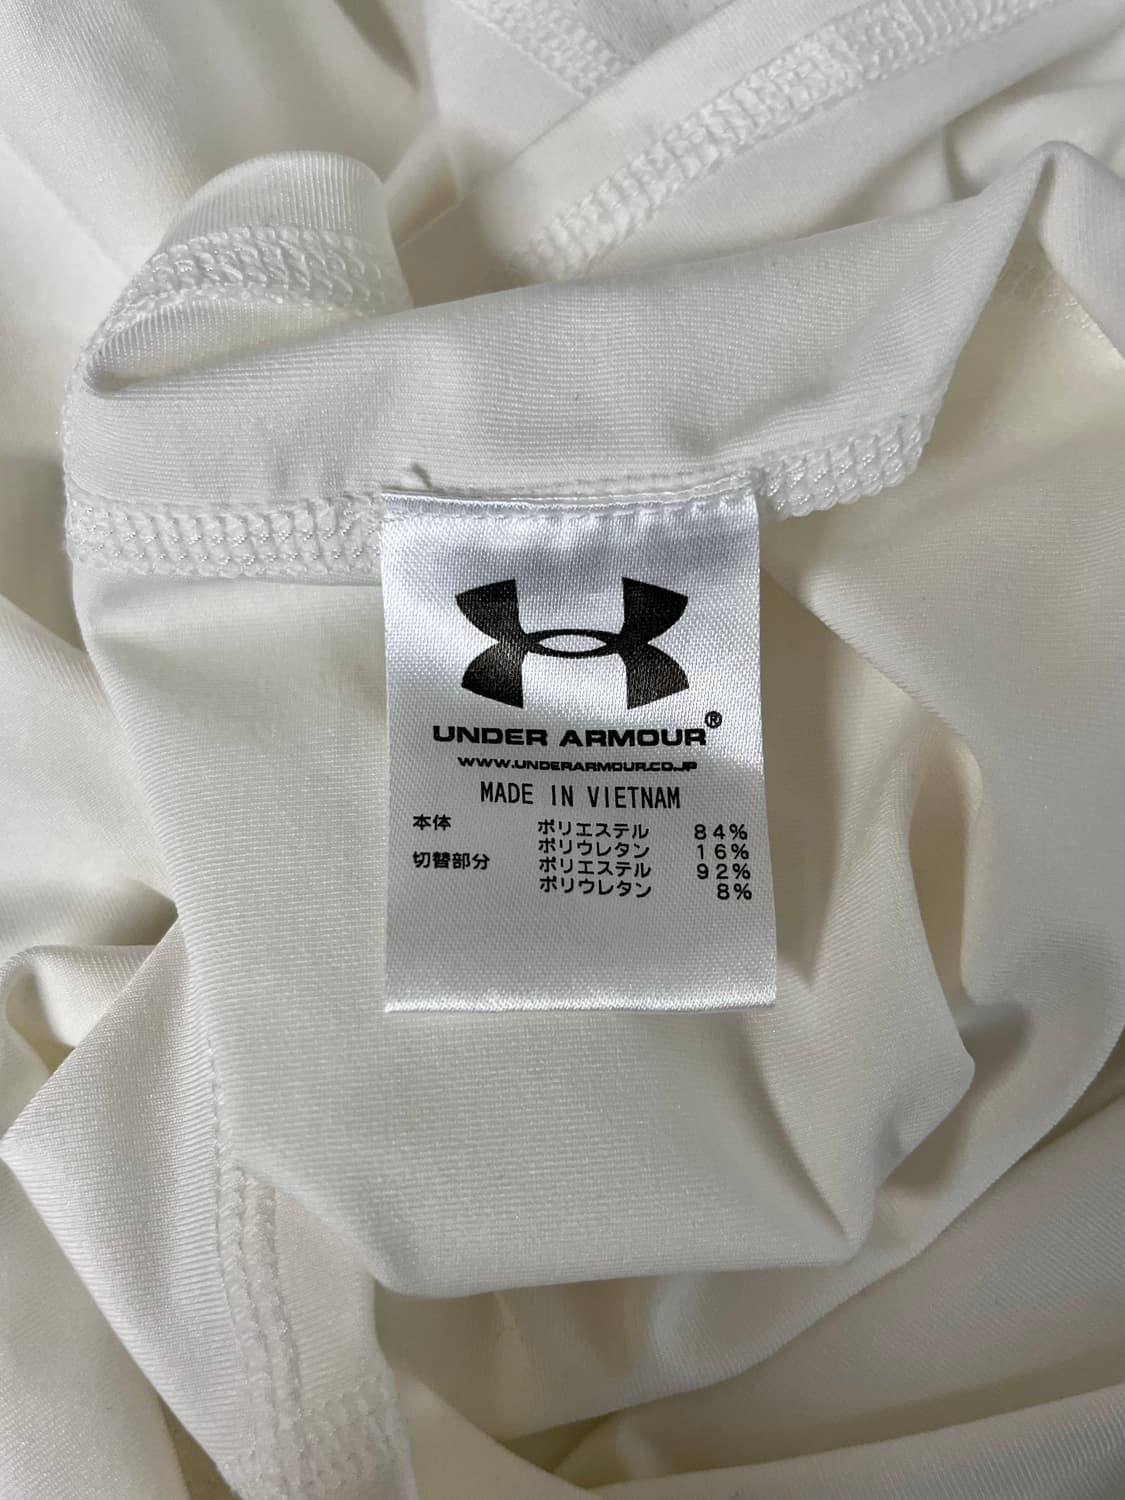 UNDER ARMOUR®
WWW.UNDERARMOUR.CO.JP
MADE IN VIETNAM
本体 ポリエステル 84%
ポリウレタン 16%
切替部分 ポリエステル 92%
ポリウレタン 8%